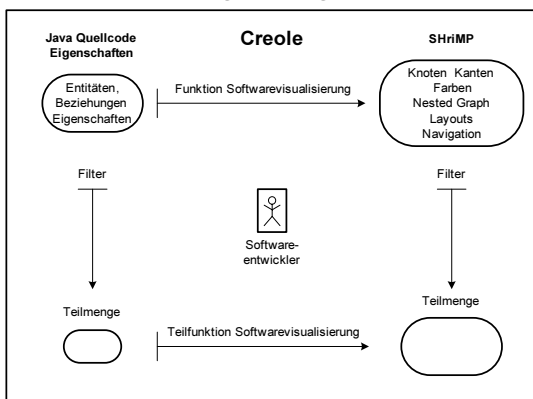 Java Quellcode
Eigenschaften
Creole
SHriMP
Entitäten,
Beziehungen
Eigenschaften
Funktion Softwarevisualisierung
Knoten Kanten
Farben
Nested Graph
Layouts
Navigation
Filter
Filter
Software-
entwickler
Teilmenge
Teilmenge
Teilfunktion Softwarevisualisierung